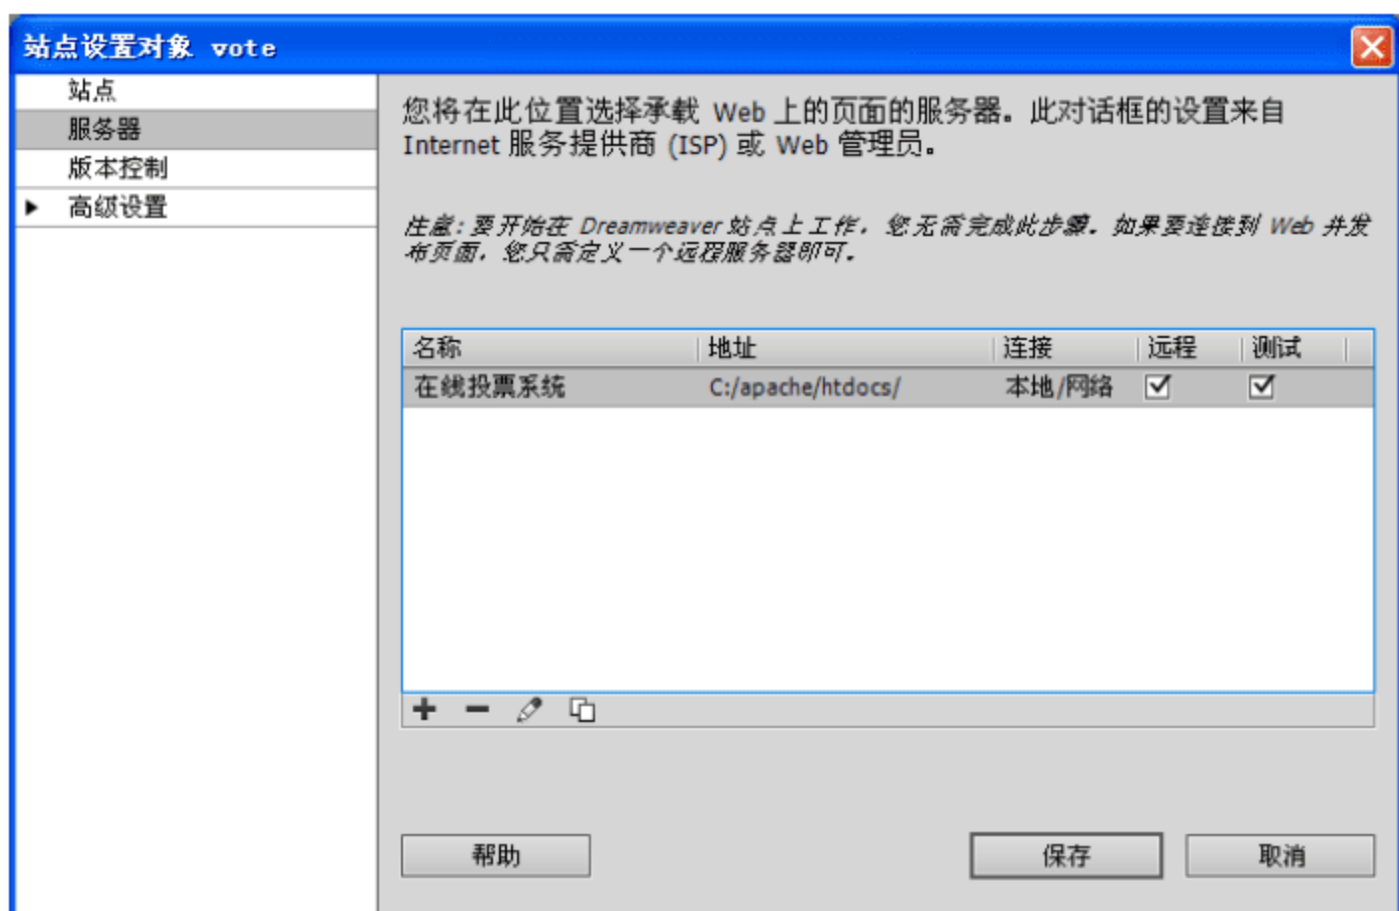 站点设置对象 vote
站点
服务器
版本控制
高级设置
您将在此位置选择承载 Web 上的页面的服务器。此对话框的设置来自
Internet 服务提供商 (ISP) 或 Web 管理员。
注意:要开始在 Dreamweaver 站点上工作，您无需完成此步骤。如果要连接到 Web 并发
布页面，您只需定义一个远程服务器即可。
名称 地址 连接 远程 测试
在线投票系统 C:/apache/htdocs/ 本地/网络
帮助 保存 取消